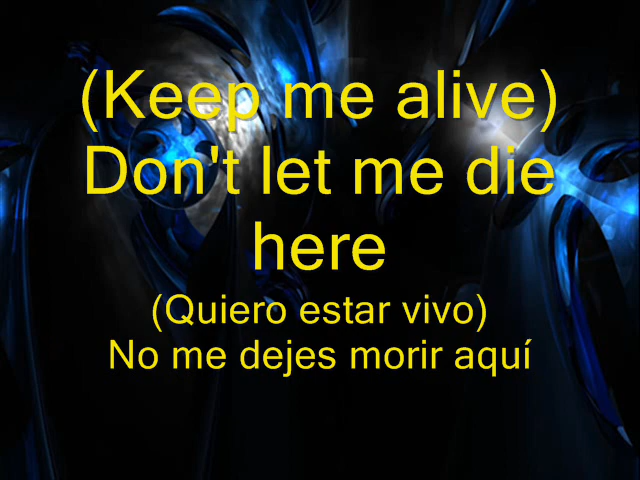 (Keep me alive)
Don't let me die
here
(Quiero estar vivo)
No me dejes morir aquí